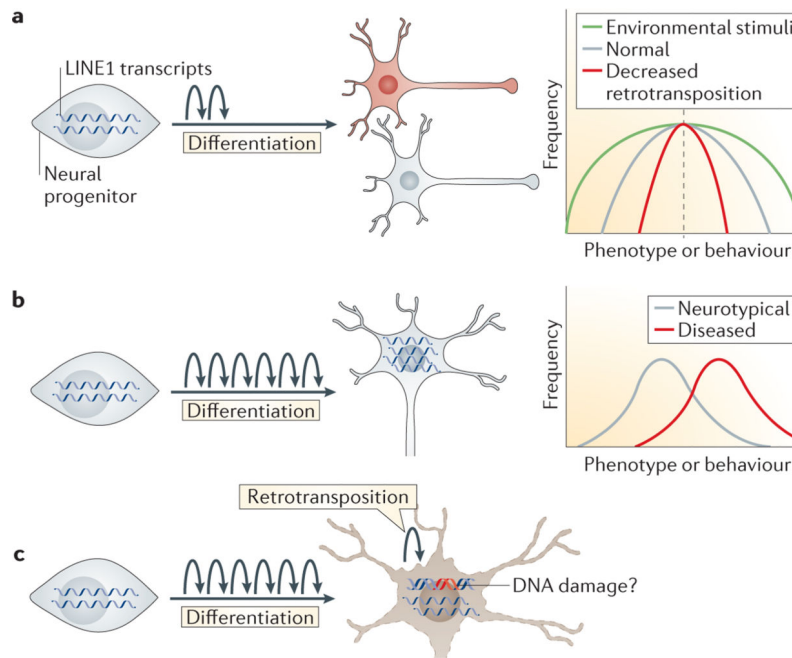 a
LINE1 transcripts
Neural
progenitor
Differentiation
Frequency
Environmental stimuli
Normal
Decreased
retrotransposition
Phenotype or behaviour
b
Differentiation
Frequency
Neurotypical
Diseased
Phenotype or behaviour
Retrotransposition
c
Differentiation
DNA damage?